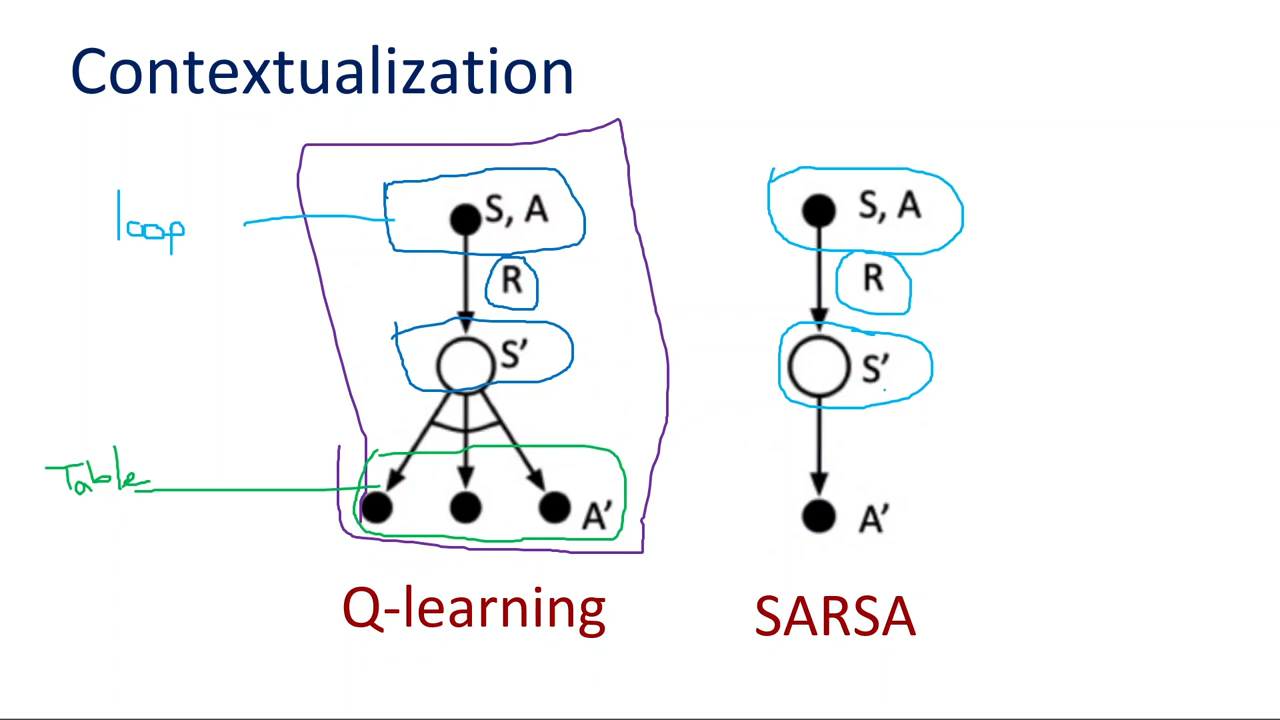 Contextualization
loop
S, A
R
S’
Table
A’
Q-learning
S, A
R
S’
A’
SARSA